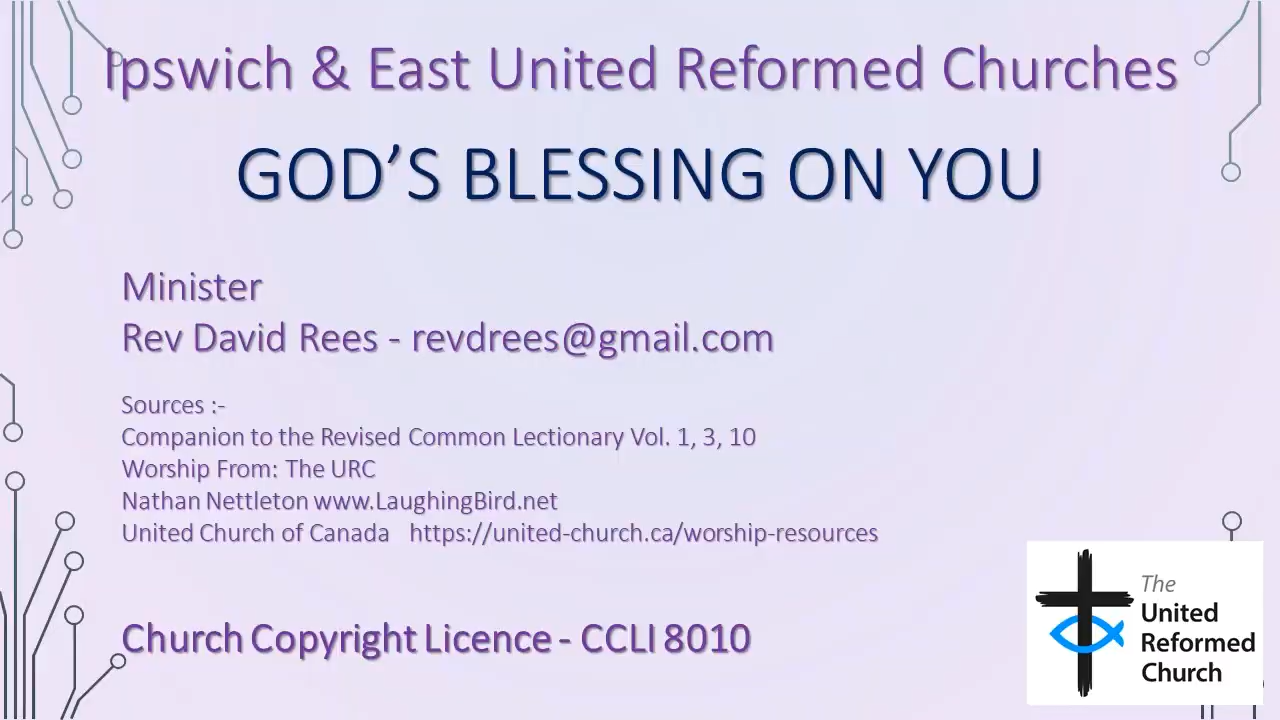 Ipswich & East United Reformed Churches
GOD’S BLESSING ON YOU
Minister
Rev David Rees - revdrees@gmail.com
Sources :-
Companion to the Revised Common Lectionary Vol. 1, 3, 10
Worship From: The URC
Nathan Nettleton www.LaughingBird.net
United Church of Canada https://united-church.ca/worship-resources
Church Copyright Licence - CCLI 8010
The
United
Reformed
Church